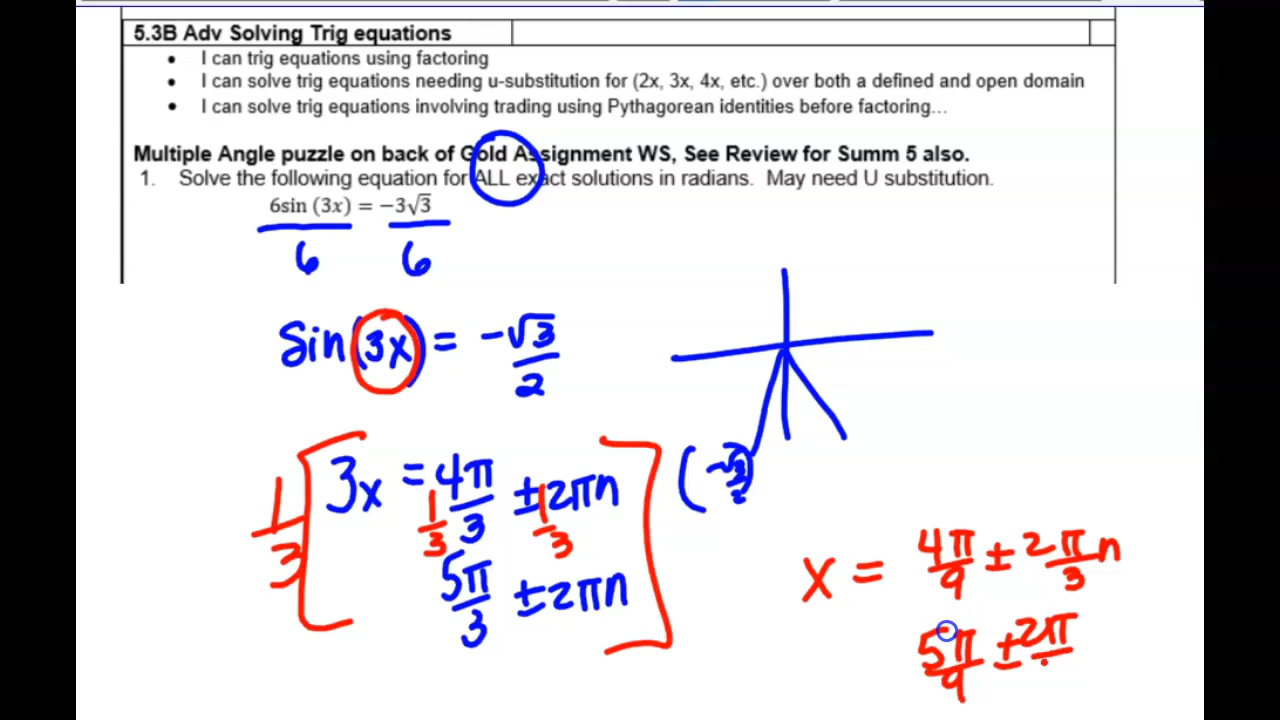 5.3B Adv Solving Trig equations
• I can trig equations using factoring
• I can solve trig equations needing u-substitution for (2x, 3x, 4x, etc.) over both a defined and open domain
• I can solve trig equations involving trading using Pythagorean identities before factoring…
Multiple Angle puzzle on back of Gold Assignment WS, See Review for Summ 5 also.
1. Solve the following equation for ALL exact solutions in radians. May need U substitution.
6sin (3x) = −3√3
6 6
Sin(3x) = -√3/2
1/3 [ 3x = 4π/3 ± 2πn ]
1/3 1/3
5π/3 ± 2πn
x = 4π/9 ± 2π/3 n
5π/9 ± 2π